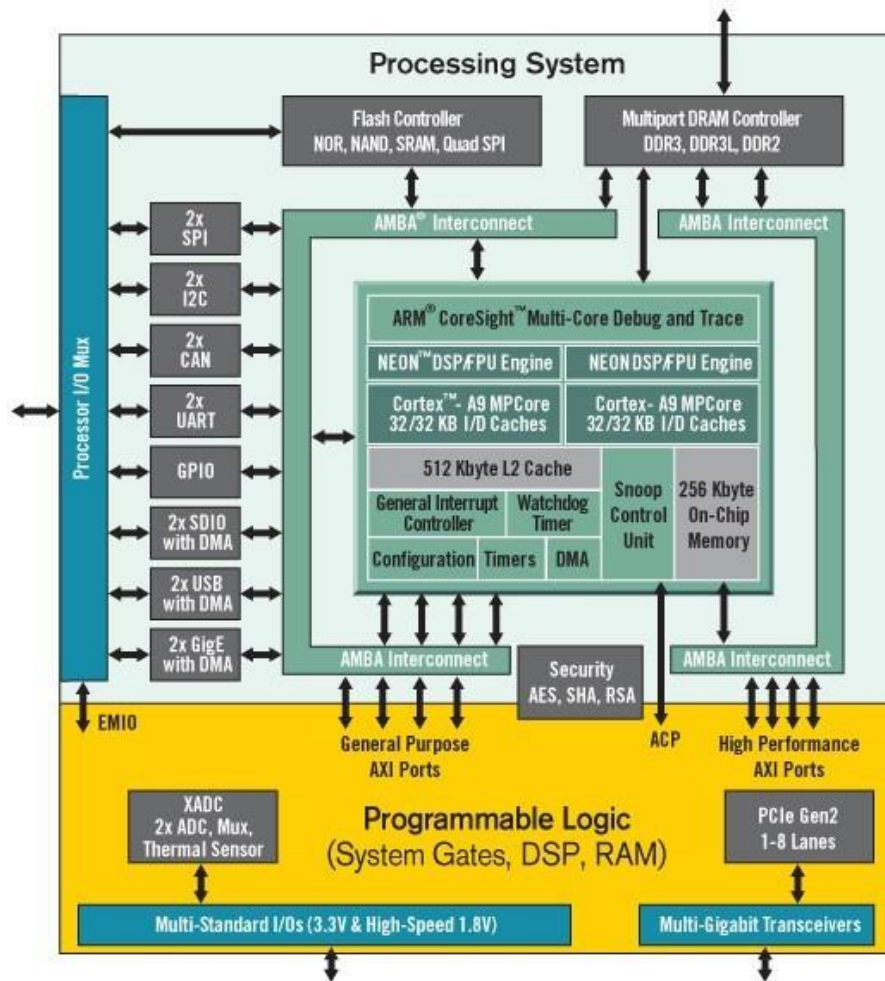 Processing System
Flash Controller
NOR, NAND, SRAM, Quad SPI
Multiport DRAM Controller
DDR3, DDR3L, DDR2
Processor I/O Mux
2x
SPI
2x
I2C
2x
CAN
2x
UART
GPIO
2x SDIO
with DMA
2x USB
with DMA
2x GigE
with DMA
AMBA® Interconnect
AMBA Interconnect
ARM® CoreSight™ Multi-Core Debug and Trace
NEON™ DSP/FPU Engine
NEON DSP/FPU Engine
Cortex™- A9 MPCore
32/32 KB I/D Caches
Cortex- A9 MPCore
32/32 KB I/D Caches
512 Kbyte L2 Cache
General Interrupt
Controller
Watchdog
Timer
Configuration
Timers
DMA
Snoop
Control
Unit
256 Kbyte
On-Chip
Memory
AMBA Interconnect
Security
AES, SHA, RSA
AMBA Interconnect
EMIO
General Purpose
AXI Ports
ACP
High Performance
AXI Ports
XADC
2x ADC, Mux,
Thermal Sensor
Programmable Logic
(System Gates, DSP, RAM)
PCIe Gen2
1-8 Lanes
Multi-Standard I/Os (3.3V & High-Speed 1.8V)
Multi-Gigabit Transceivers